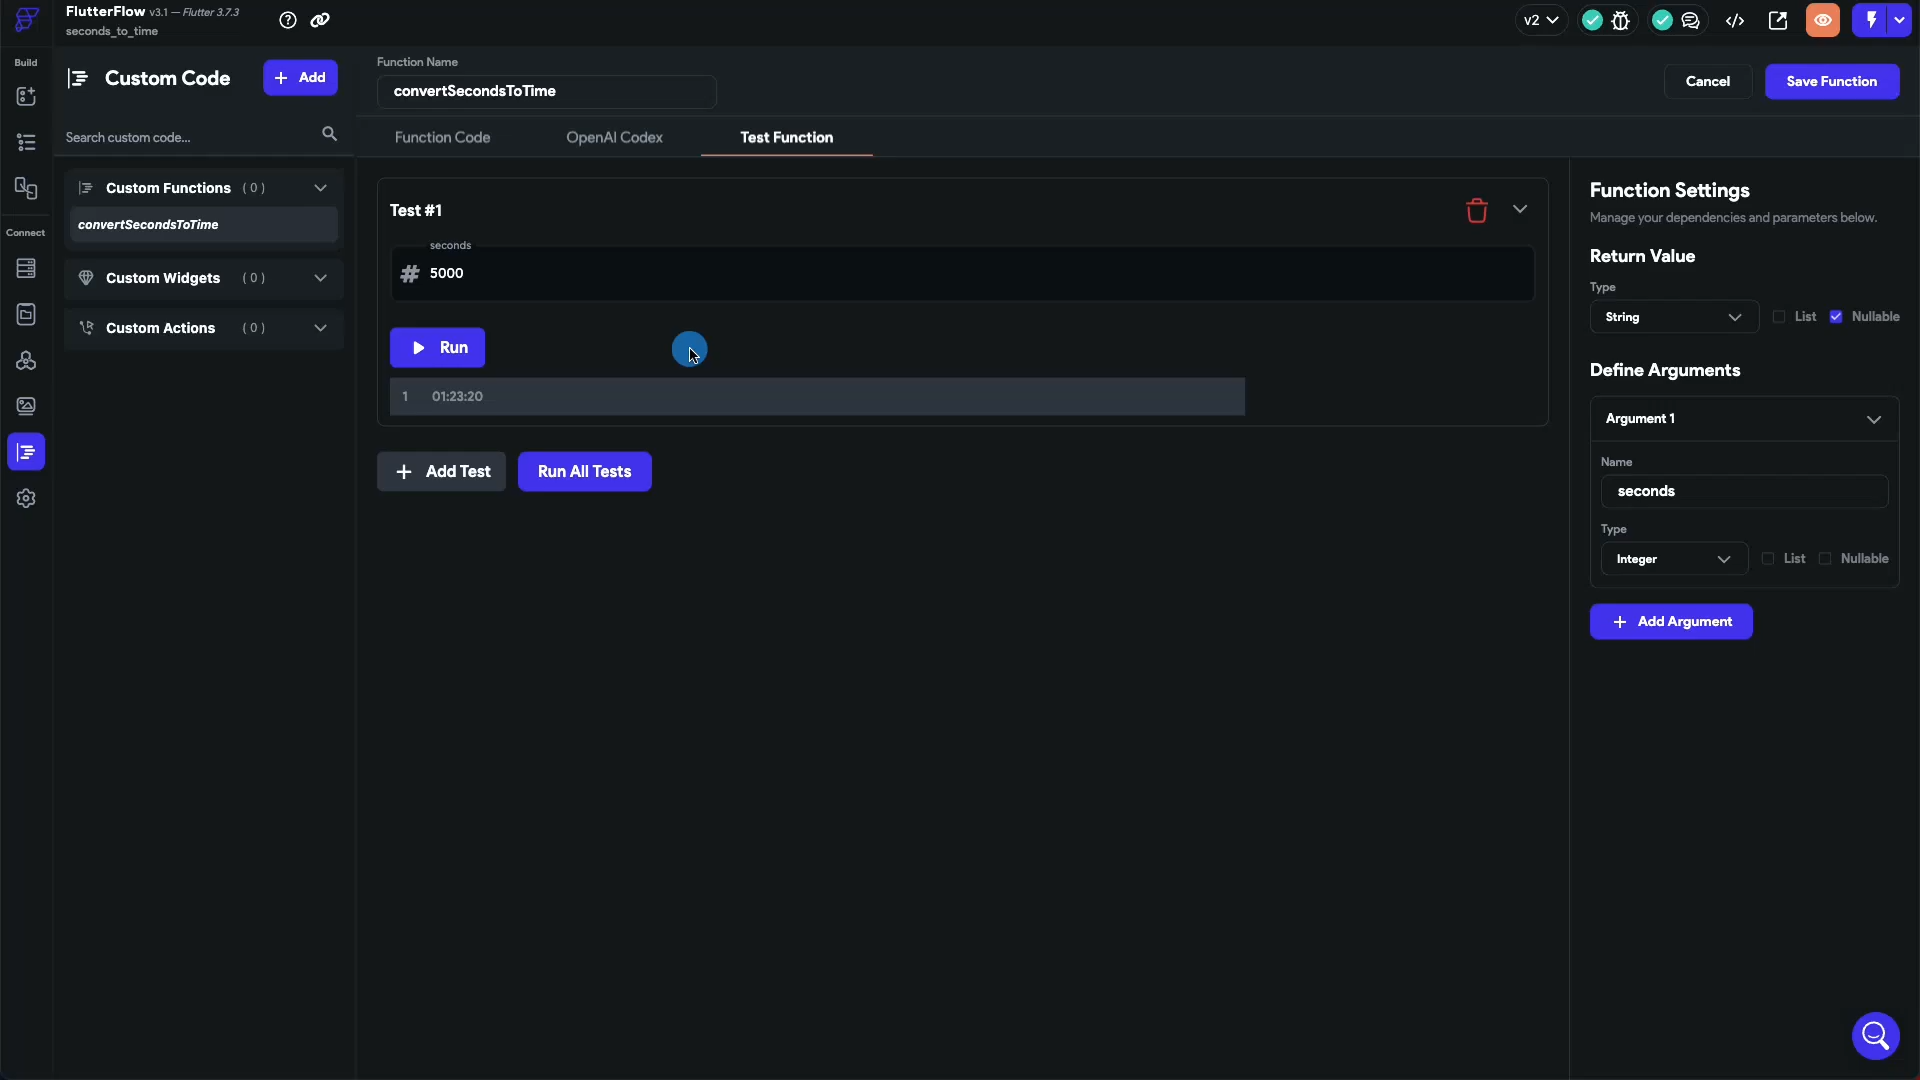 FlutterFlow v3.1 — Flutter 3.7.3
seconds_to_time
v2
Build
Connect
Custom Code
+ Add
Search custom code...
Custom Functions ( 0 )
convertSecondsToTime
Custom Widgets ( 0 )
Custom Actions ( 0 )
Function Name
convertSecondsToTime
Cancel
Save Function
Function Code
OpenAI Codex
Test Function
Test #1
seconds
# 5000
Run
1 01:23:20
+ Add Test
Run All Tests
Function Settings
Manage your dependencies and parameters below.
Return Value
Type
String
List
Nullable
Define Arguments
Argument 1
Name
seconds
Type
Integer
List
Nullable
+ Add Argument